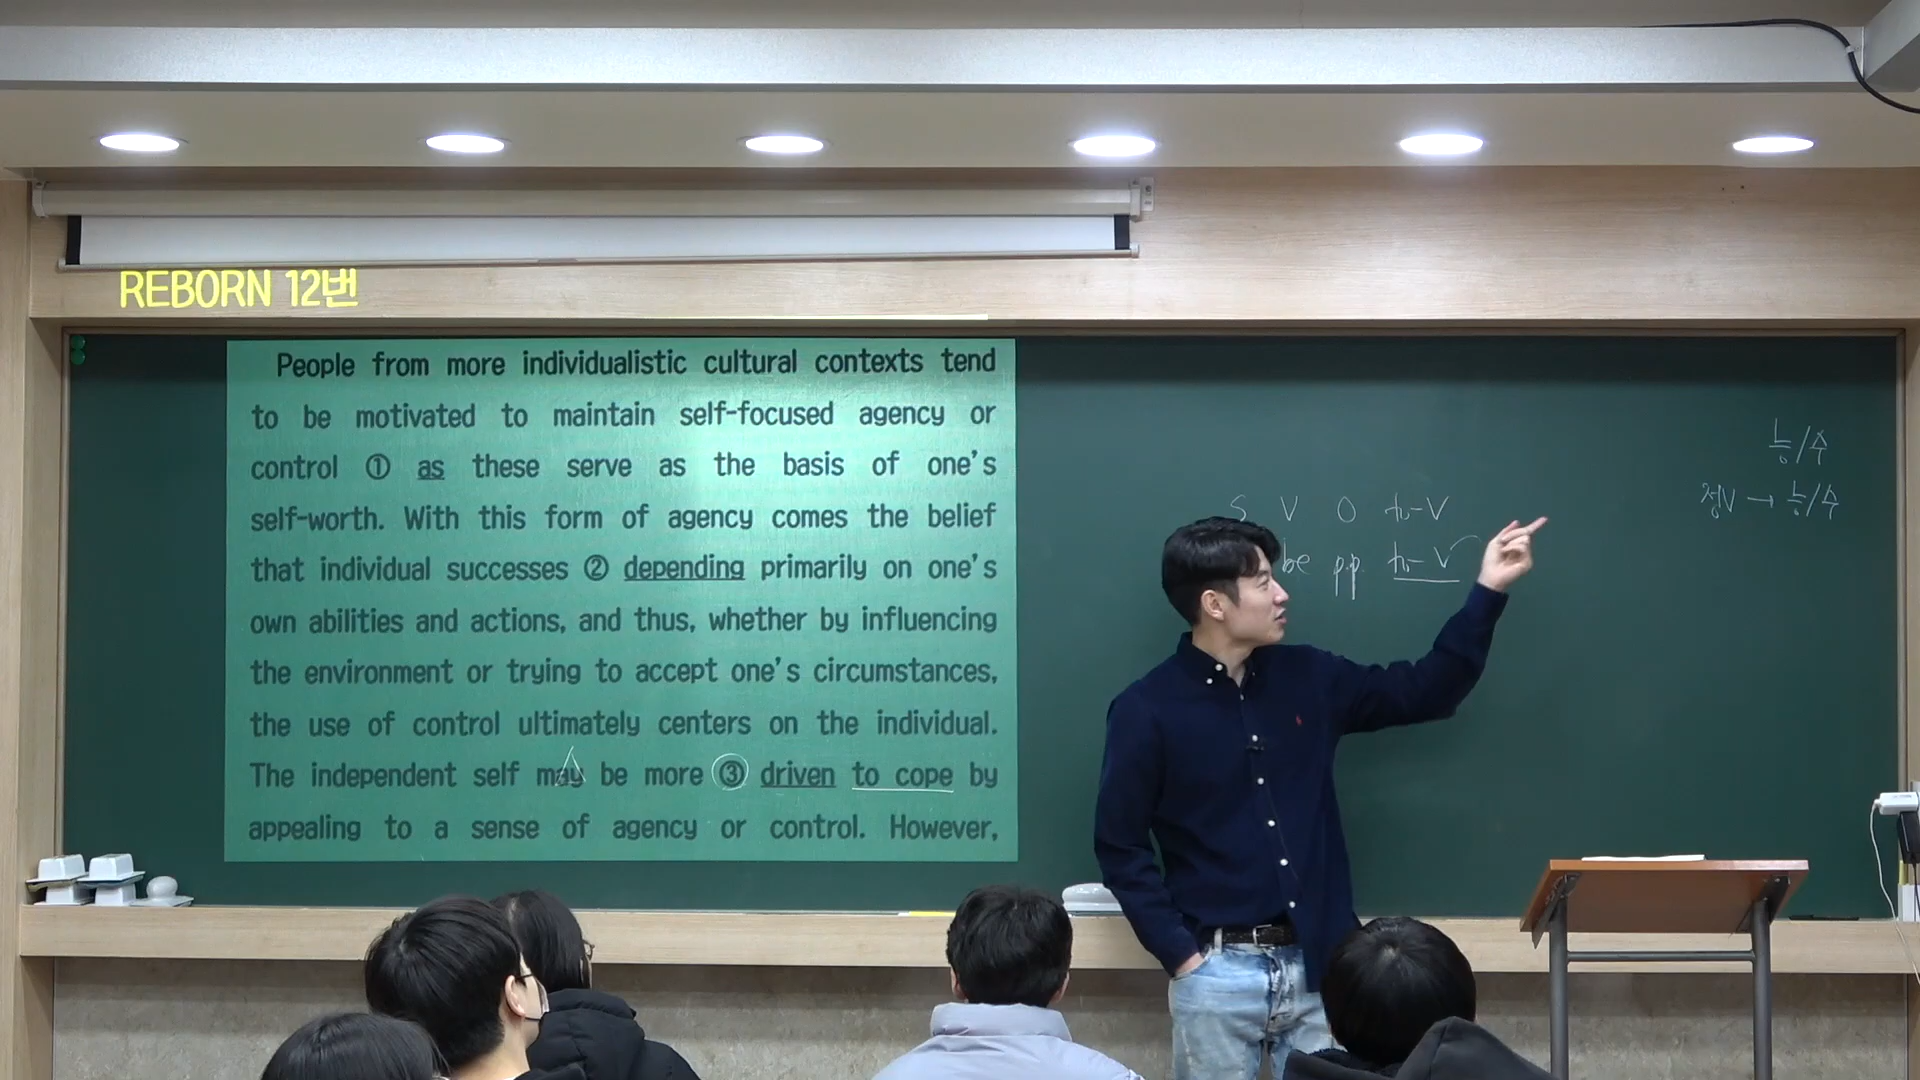 REBORN 12번
People from more individualistic cultural contexts tend
to be motivated to maintain self-focused agency or
control ① as these serve as the basis of one's
self-worth. With this form of agency comes the belief
that individual successes ② depending primarily on one's
own abilities and actions, and thus, whether by influencing
the environment or trying to accept one's circumstances,
the use of control ultimately centers on the individual.
The independent self may be more ③ driven to cope by
appealing to a sense of agency or control. However,
S V O to-V
be p.p. to-V
능/수
정V → 능/수